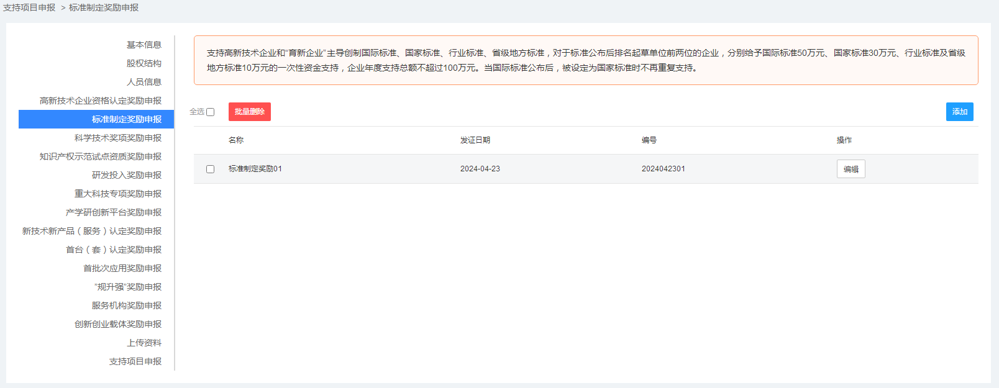 支持项目申报 > 标准制定奖励申报
基本信息
股权结构
人员信息
高新技术企业资格认定奖励申报
标准制定奖励申报
科学技术奖项奖励申报
知识产权示范试点资质奖励申报
研发投入奖励申报
重大科技专项奖励申报
产学研创新平台奖励申报
新技术新产品（服务）认定奖励申报
首台（套）认定奖励申报
首批次应用奖励申报
"规升强"奖励申报
服务机构奖励申报
创新创业载体奖励申报
上传资料
支持项目申报
支持高新技术企业和“育新企业”主导创制国际标准、国家标准、行业标准、省级地方标准，对于标准公布后排名起草单位前两位的企业，分别给予国际标准50万元、国家标准30万元、行业标准及省级
地方标准10万元的一次性资金支持，企业年度支持总额不超过100万元。当国际标准公布后，被设定为国家标准时不再重复支持。
全选 批量删除 添加
名称 发证日期 编号 操作
标准制定奖励01 2024-04-23 2024042301 编辑